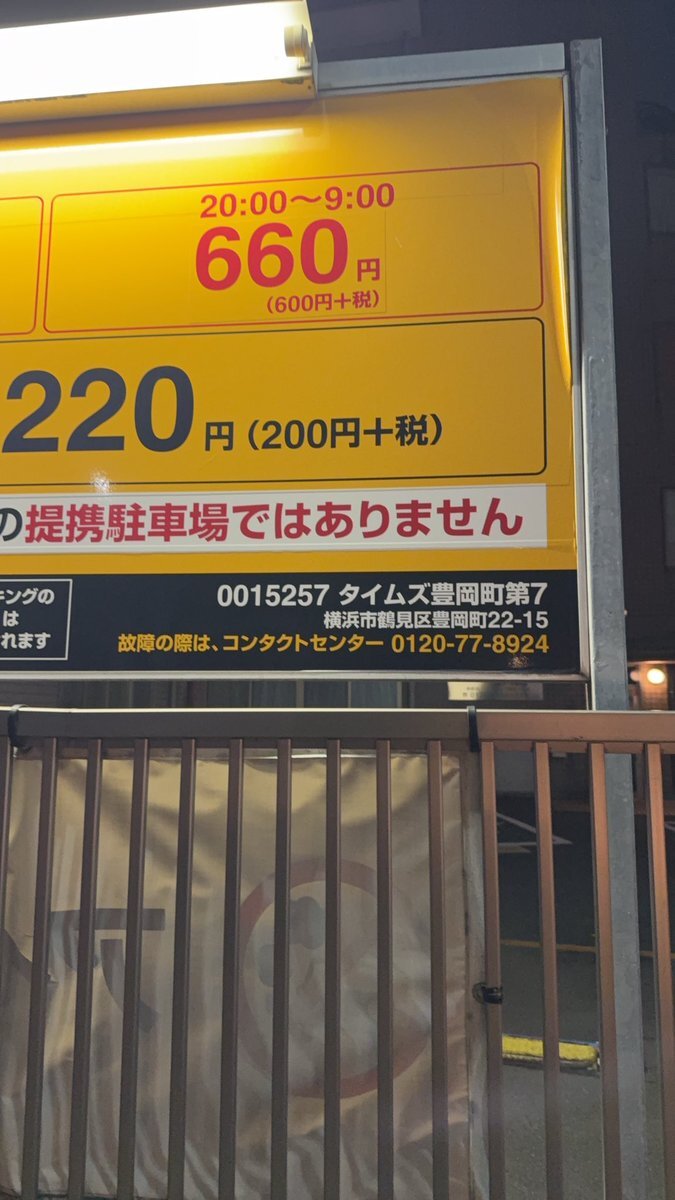 20:00〜9:00
660円
(600円+税)
220円(200円+税)
の提携駐車場ではありません
キングの
は
れます
0015257 タイムズ豊岡町第7
横浜市鶴見区豊岡町22-15
故障の際は、コンタクトセンター 0120-77-8924